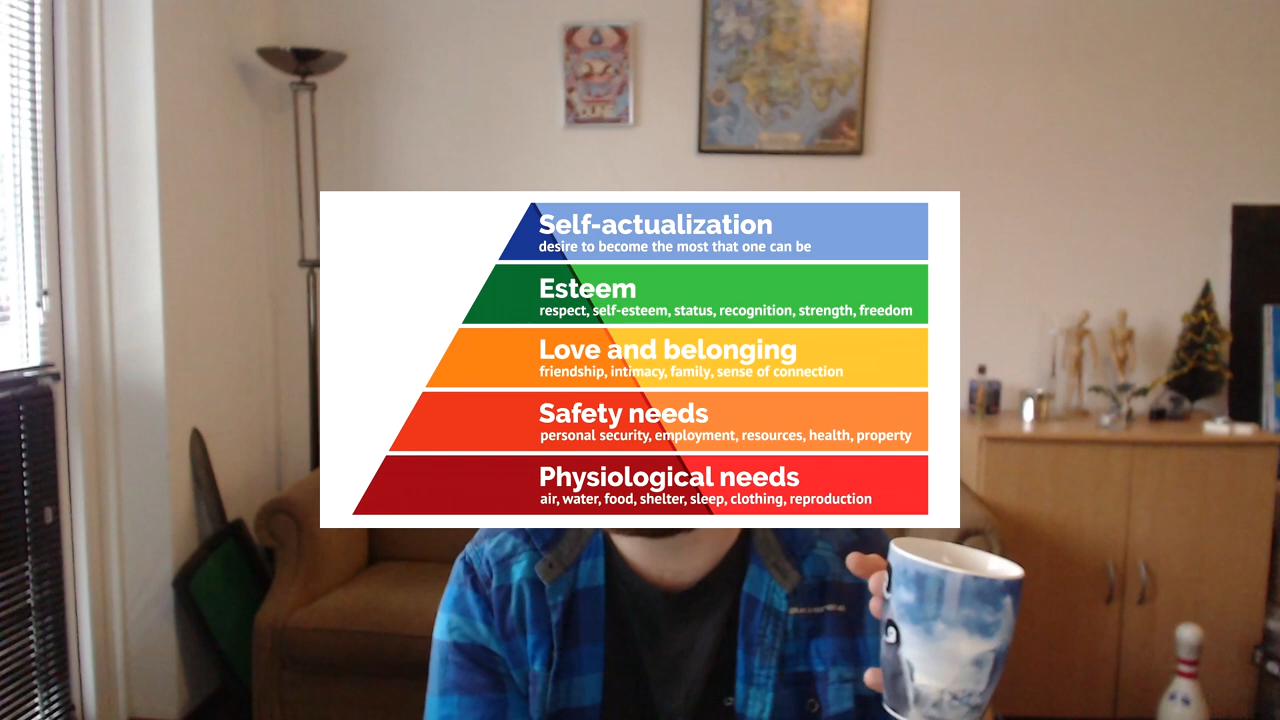 Self-actualization
desire to become the most that one can be
Esteem
respect, self-esteem, status, recognition, strength, freedom
Love and belonging
friendship, intimacy, family, sense of connection
Safety needs
personal security, employment, resources, health, property
Physiological needs
air, water, food, shelter, sleep, clothing, reproduction